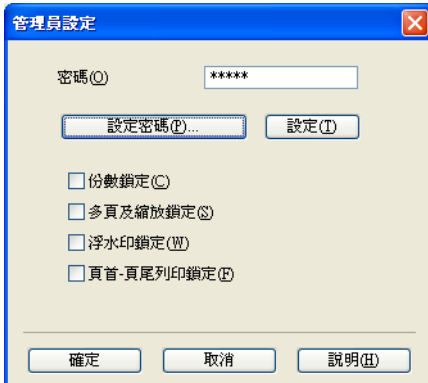 管理員設定
密碼(O) *****
設定密碼(P)... 設定(T)
份數鎖定(C)
多頁及縮放鎖定(S)
浮水印鎖定(W)
頁首-頁尾列印鎖定(F)
確定 取消 說明(H)